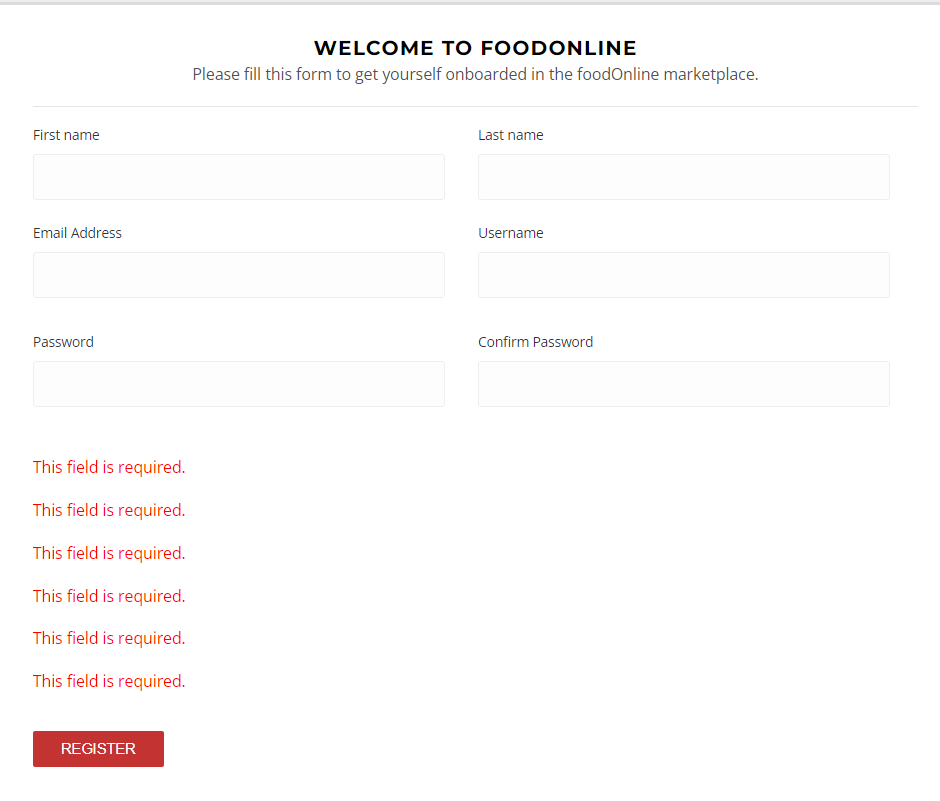 WELCOME TO FOODONLINE
Please fill this form to get yourself onboarded in the foodOnline marketplace.
First name
Last name
Email Address
Username
Password
Confirm Password
This field is required.
This field is required.
This field is required.
This field is required.
This field is required.
This field is required.
REGISTER